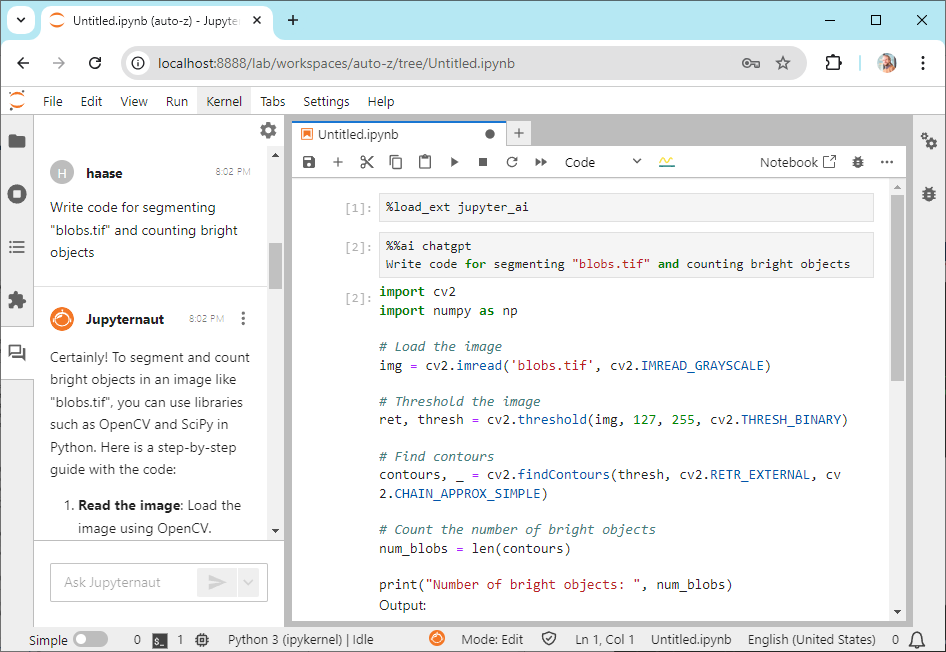 Untitled.ipynb (auto-z) - Jupyte
localhost:8888/lab/workspaces/auto-z/tree/Untitled.ipynb
File Edit View Run Kernel Tabs Settings Help
H haase 8:02 PM
Write code for segmenting
"blobs.tif" and counting bright
objects
Jupyternaut 8:02 PM
Certainly! To segment and count
bright objects in an image like
"blobs.tif", you can use libraries
such as OpenCV and SciPy in
Python. Here is a step-by-step
guide with the code:
1. Read the image: Load the
image using OpenCV.
Ask Jupyternaut
Untitled.ipynb
Code Notebook
[1]: %load_ext jupyter_ai
[2]: %%ai chatgpt
Write code for segmenting "blobs.tif" and counting bright objects
[2]: import cv2
import numpy as np
# Load the image
img = cv2.imread('blobs.tif', cv2.IMREAD_GRAYSCALE)
# Threshold the image
ret, thresh = cv2.threshold(img, 127, 255, cv2.THRESH_BINARY)
# Find contours
contours, _ = cv2.findContours(thresh, cv2.RETR_EXTERNAL, cv
2.CHAIN_APPROX_SIMPLE)
# Count the number of bright objects
num_blobs = len(contours)
print("Number of bright objects: ", num_blobs)
Output:
Simple 0 $_ 1 Python 3 (ipykernel) | Idle Mode: Edit Ln 1, Col 1 Untitled.ipynb English (United States) 0